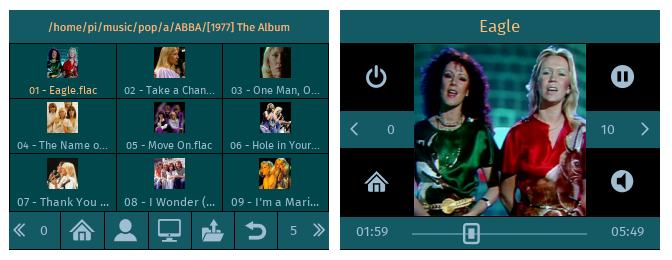 /home/pi/music/pop/a/ABBA/[1977] The Album
01 - Eagle.flac
02 - Take a Chan...
03 - One Man, O...
04 - The Name o...
05 - Move On.flac
06 - Hole in Your...
07 - Thank You ...
08 - I Wonder (...
09 - I'm a Mari...
0
5
Eagle
0
10
01:59
05:49